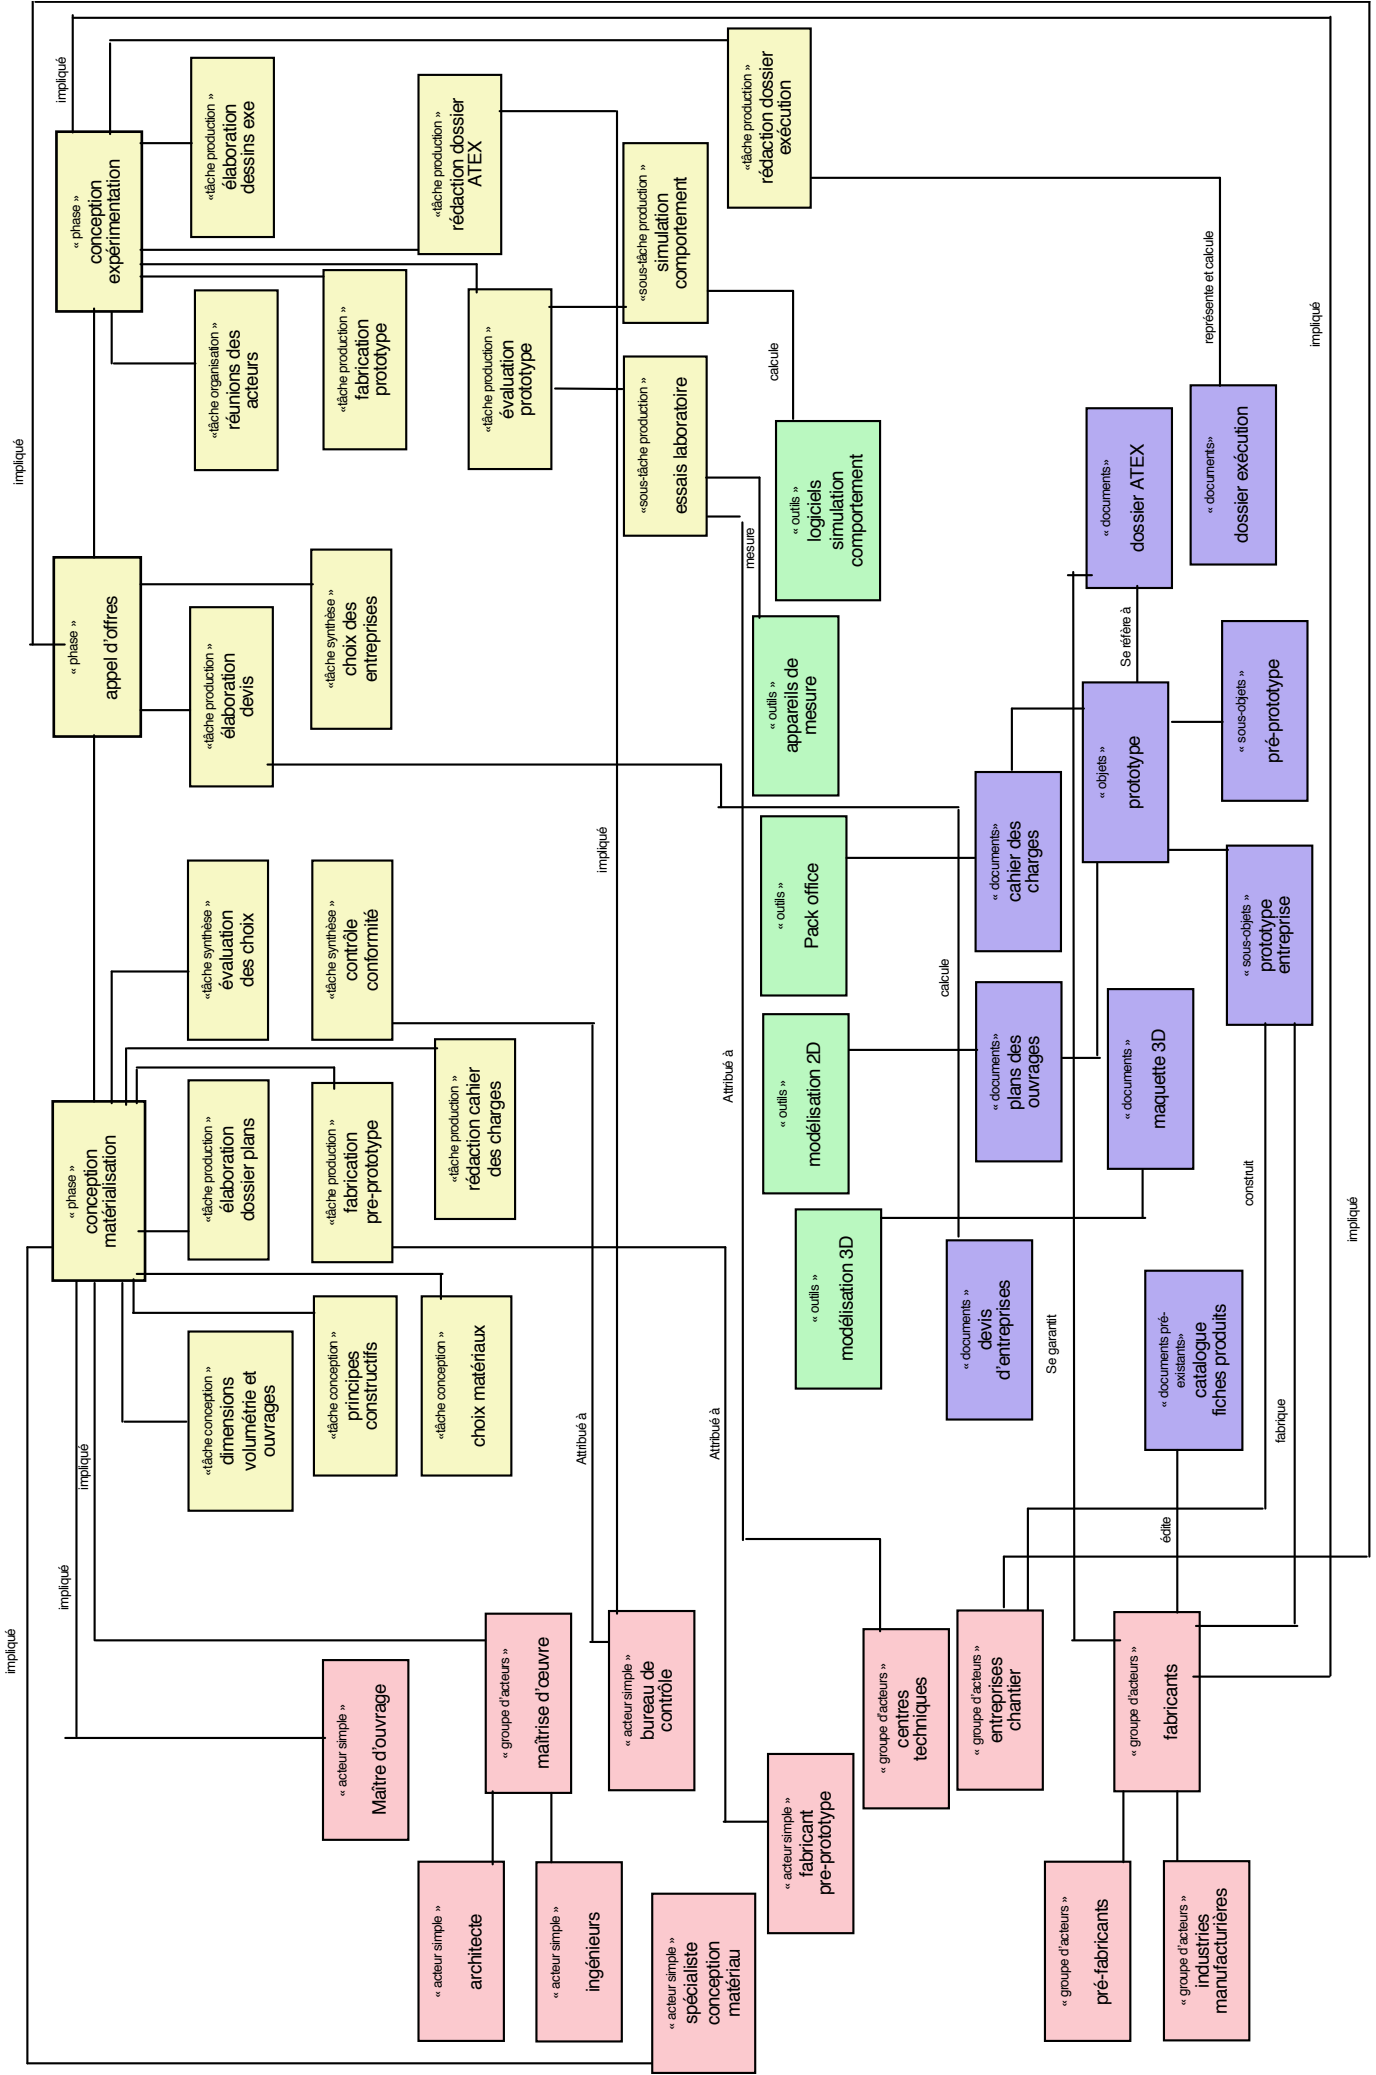 impliqué
impliqué
impliqué
impliqué
impliqué
« phase »
conception
matérialisation
« phase »
appel d’offres
« phase »
conception
expérimentation
«tâche conception »
dimensions
volumétrie et
ouvrages
«tâche production »
élaboration
dossier plans
«tâche synthèse »
évaluation
des choix
«tâche production »
élaboration
devis
«tâche organisation »
réunions des
acteurs
«tâche production »
élaboration
dessins exe
«tâche conception »
principes
constructifs
«tâche production »
fabrication
pre-prototype
«tâche synthèse »
contrôle
conformité
«tâche synthèse »
choix des
entreprises
«tâche production »
fabrication
prototype
« acteur simple »
Maître d’ouvrage
«tâche conception »
choix matériaux
«tâche production »
rédaction cahier
des charges
«tâche production »
évaluation
prototype
«tâche production »
rédaction dossier
ATEX
« acteur simple »
architecte
« groupe d’acteurs »
maîtrise d’œuvre
« acteur simple »
ingénieurs
« acteur simple »
bureau de
contrôle
Attribué à
impliqué
«sous-tâche production »
essais laboratoire
«sous-tâche production »
simulation
comportement
«tâche production »
rédaction dossier
exécution
« acteur simple »
spécialiste
conception
matériau
Attribué à
Attribué à
mesure
calcule
« acteur simple »
fabricant
pre-prototype
« outils »
modélisation 3D
« outils »
modélisation 2D
« outils »
Pack office
« outils »
appareils de
mesure
« outils »
logiciels
simulation
comportement
« groupe d’acteurs »
centres
techniques
calcule
« groupe d’acteurs »
entreprises
chantier
« documents »
devis
d’entreprises
« documents»
plans des
ouvrages
« documents»
cahier des
charges
Se garantit
« groupe d’acteurs »
pré-fabricants
« groupe d’acteurs »
fabricants
édite
« documents pré-
existants»
catalogue
fiches produits
« documents »
maquette 3D
« objets »
prototype
Se réfère à
« documents»
dossier ATEX
« groupe d’acteurs »
industries
manufacturières
représente et calcule
« documents»
dossier exécution
construit
« sous-objets »
prototype
entreprise
« sous-objets »
pré-prototype
fabrique
impliqué
impliqué